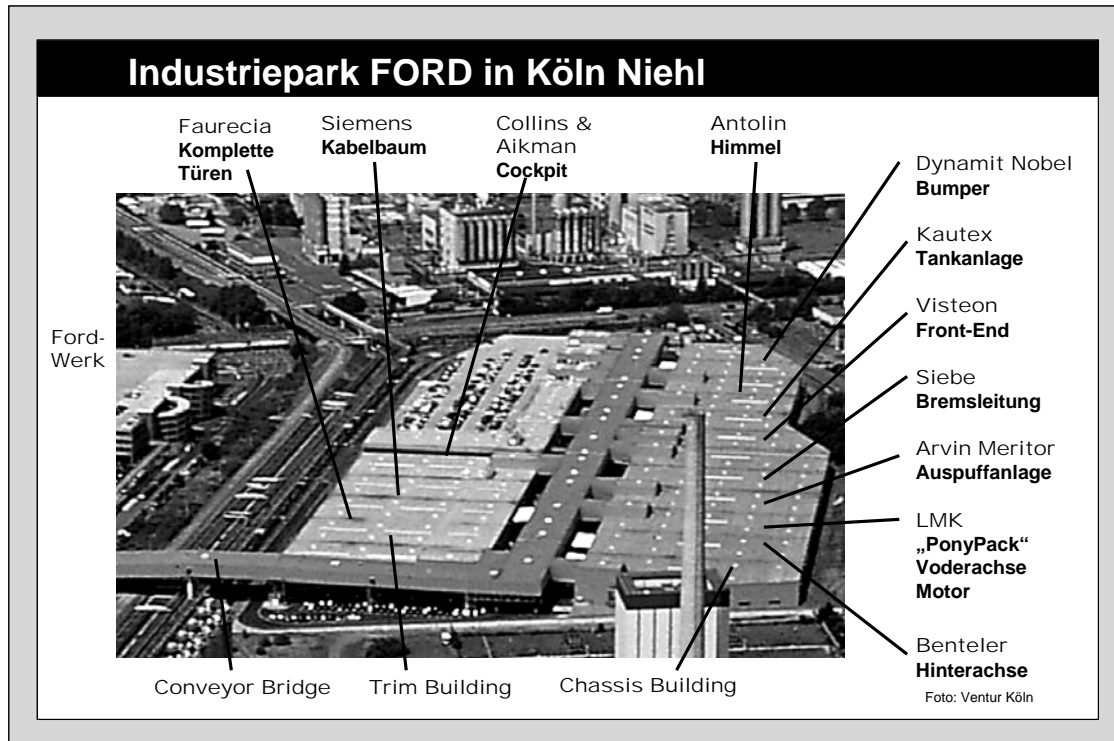 Industriepark FORD in Köln Niehl
Faurecia
Komplette
Türen
Siemens
Kabelbaum
Collins &
Aikman
Cockpit
Antolin
Himmel
Dynamit Nobel
Bumper
Kautex
Tankanlage
Visteon
Front-End
Siebe
Bremsleitung
Arvin Meritor
Auspuffanlage
LMK
„PonyPack“
Voderachse
Motor
Benteler
Hinterachse
Ford-
Werk
Conveyor Bridge
Trim Building
Chassis Building
Foto: Ventur Köln